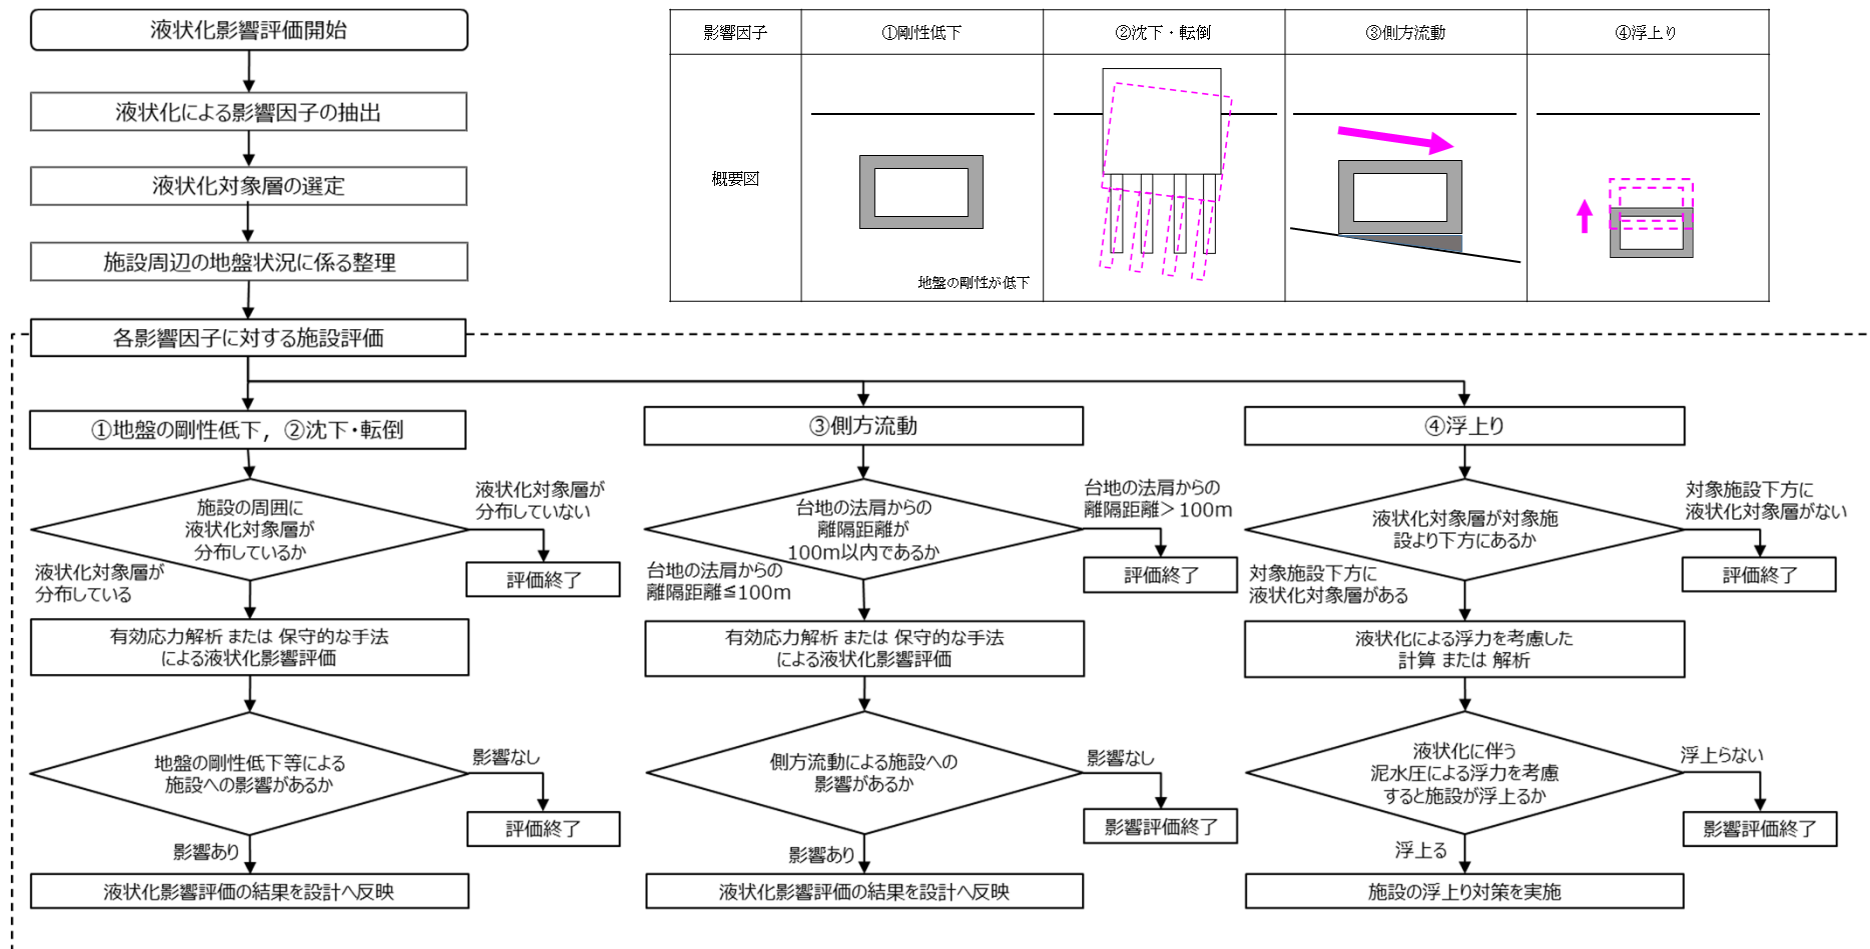 液状化影響評価開始
液状化による影響因子の抽出
液状化対象層の選定
施設周辺の地盤状況に係る整理
各影響因子に対する施設評価
影響因子
①剛性低下
②沈下・転倒
③側方流動
④浮上り
概要図
地盤の剛性が低下
①地盤の剛性低下，②沈下・転倒
施設の周囲に
液状化対象層が
分布しているか
液状化対象層が
分布していない
評価終了
液状化対象層が
分布している
有効応力解析 または 保守的な手法
による液状化影響評価
地盤の剛性低下等による
施設への影響があるか
影響なし
評価終了
影響あり
液状化影響評価の結果を設計へ反映
③側方流動
台地の法肩からの
離隔距離が
100m以内であるか
台地の法肩からの
離隔距離＞100m
評価終了
台地の法肩からの
離隔距離≦100m
有効応力解析 または 保守的な手法
による液状化影響評価
側方流動による施設への
影響があるか
影響なし
影響評価終了
影響あり
液状化影響評価の結果を設計へ反映
④浮上り
液状化対象層が対象施
設より下方にあるか
対象施設下方に
液状化対象層がない
評価終了
対象施設下方に
液状化対象層がある
液状化による浮力を考慮した
計算 または 解析
液状化に伴う
泥水圧による浮力を考慮
すると施設が浮上るか
浮上らない
影響評価終了
浮上る
施設の浮上り対策を実施